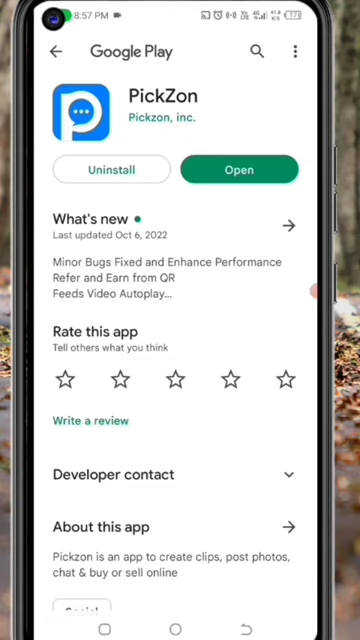 8:57 PM
Google Play
PickZon
Pickzon, inc.
Uninstall
Open
What's new
Last updated Oct 6, 2022
Minor Bugs Fixed and Enhance Performance
Refer and Earn from QR
Feeds Video Autoplay...
Rate this app
Tell others what you think
Write a review
Developer contact
About this app
Pickzon is an app to create clips, post photos,
chat & buy or sell online
Social